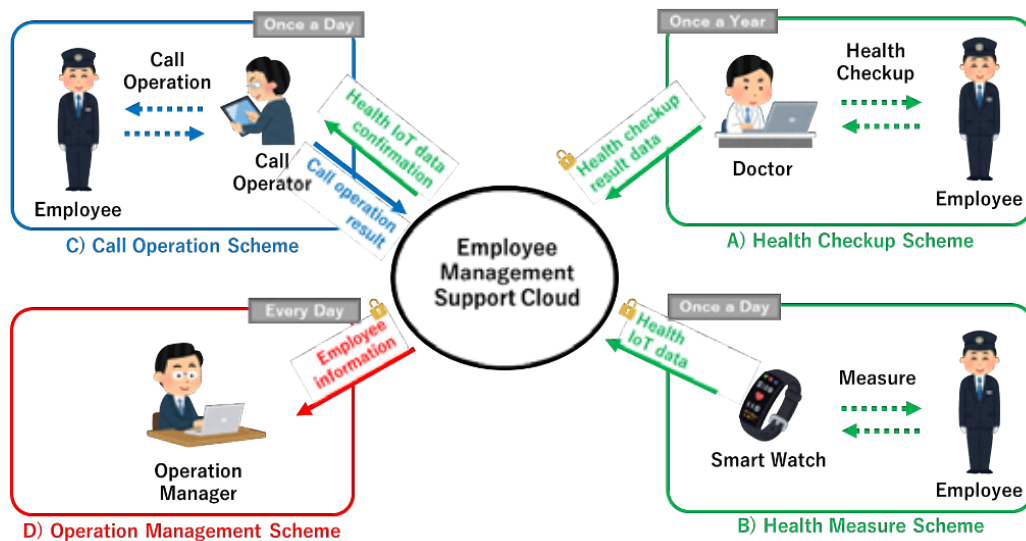 Once a Day
Call
Operation
Employee
Call
Operator
C) Call Operation Scheme
Health IoT data
confirmation
Call operation
result
Once a Year
Health
Checkup
Doctor
Employee
A) Health Checkup Scheme
Health checkup
result data
Employee
Management
Support Cloud
Every Day
Employee
information
Operation
Manager
D) Operation Management Scheme
Once a Day
Health
IoT data
Measure
Smart Watch
Employee
B) Health Measure Scheme